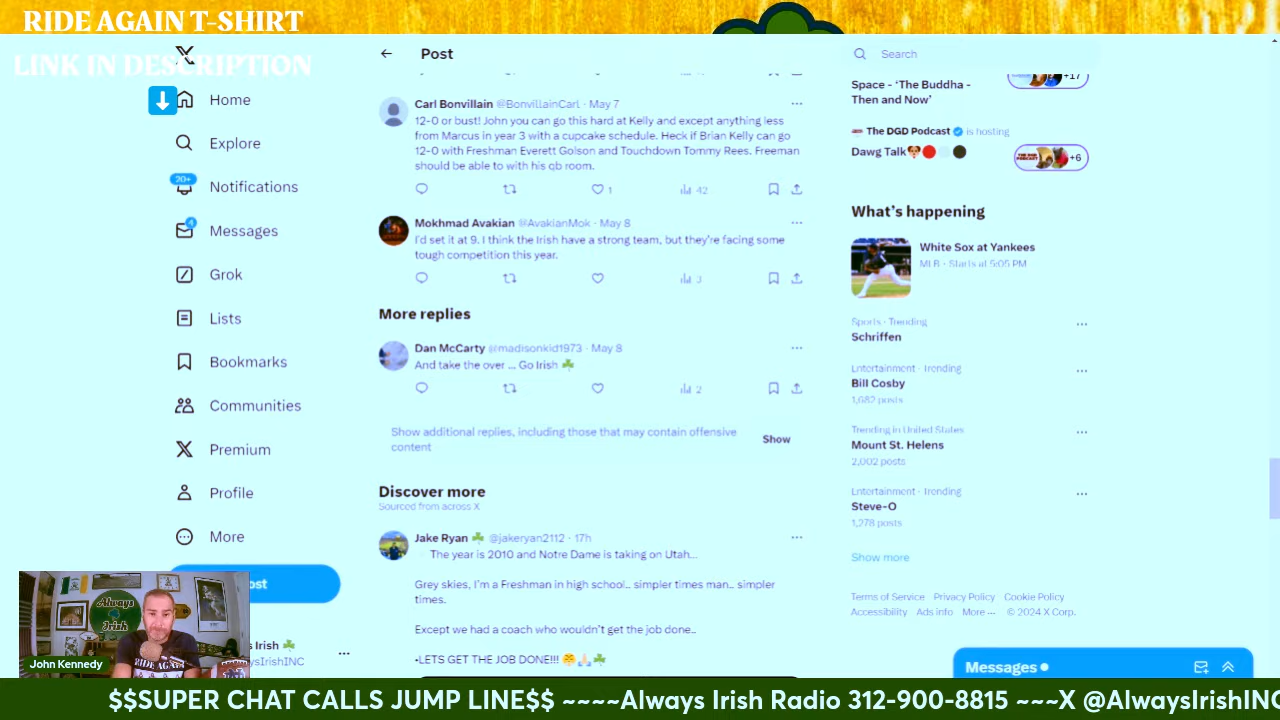 RIDE AGAIN T-SHIRT
LINK IN DESCRIPTION
Home
Explore
20+
Notifications
4
Messages
Grok
Lists
Bookmarks
Communities
Premium
Profile
More
ost
s Irish ☘️
ysIrishINC
Always
Irish
RIDE AGAIN
John Kennedy
Post
Carl Bonvillain @BonvillainCarl · May 7
12-0 or bust! John you can go this hard at Kelly and except anything less
from Marcus in year 3 with a cupcake schedule. Heck if Brian Kelly can go
12-0 with Freshman Everett Golson and Touchdown Tommy Rees. Freeman
should be able to with his qb room.
1
42
Mokhmad Avakian @AvakianMok · May 8
I'd set it at 9. I think the Irish have a strong team, but they're facing some
tough competition this year.
3
More replies
Dan McCarty @madisonkid1973 · May 8
And take the over ... Go Irish ☘️
2
Show additional replies, including those that may contain offensive
content
Show
Discover more
Sourced from across X
Jake Ryan ☘️ @jakeryan2112 · 17h
The year is 2010 and Notre Dame is taking on Utah...
Grey skies, I'm a Freshman in high school.. simpler times man.. simpler
times.
Except we had a coach who wouldn't get the job done..
•LETS GET THE JOB DONE!!! 😤🙏🏻☘️
Search
Space - 'The Buddha -
Then and Now'
+17
The DGD Podcast is hosting
Dawg Talk🐶🔴⚪⚫
+6
What's happening
White Sox at Yankees
MLB · Starts at 5:05 PM
Sports · Trending
Schriffen
Entertainment · Trending
Bill Cosby
1,682 posts
Trending in United States
Mount St. Helens
2,002 posts
Entertainment · Trending
Steve-O
1,278 posts
Show more
Terms of Service Privacy Policy Cookie Policy
Accessibility Ads info More ··· © 2024 X Corp.
Messages
$$SUPER CHAT CALLS JUMP LINE$$ ~~~~Always Irish Radio 312-900-8815 ~~~X @AlwaysIrishINC